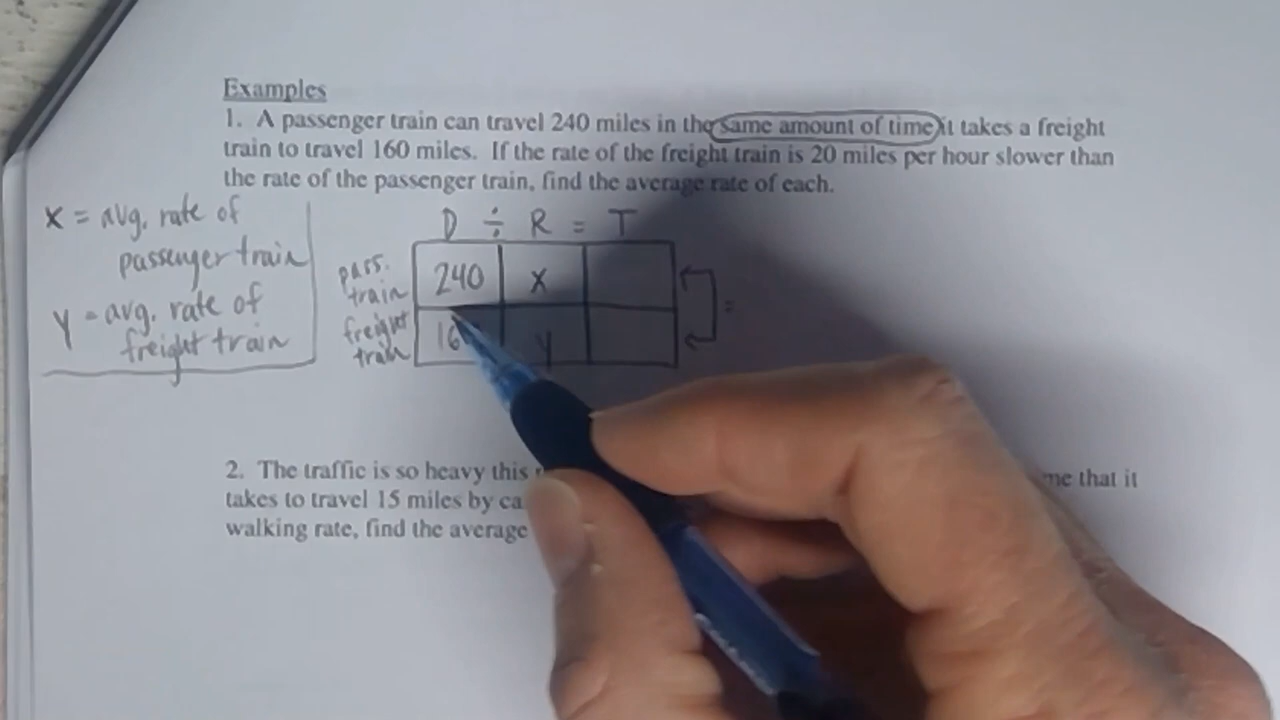 Examples
1. A passenger train can travel 240 miles in the same amount of time it takes a freight
train to travel 160 miles. If the rate of the freight train is 20 miles per hour slower than
the rate of the passenger train, find the average rate of each.
x = avg. rate of
passenger train
y = avg. rate of
freight train
D ÷ R = T
pass.
train
240 x
freight
train
y
=
2. The traffic is so heavy this
me that it
takes to travel 15 miles by ca
walking rate, find the average